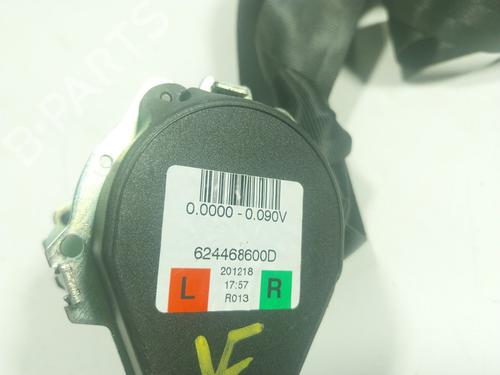 B-PARTS
0.0000 - 0.090V
624468600D
L
201218
17:57
R013
R